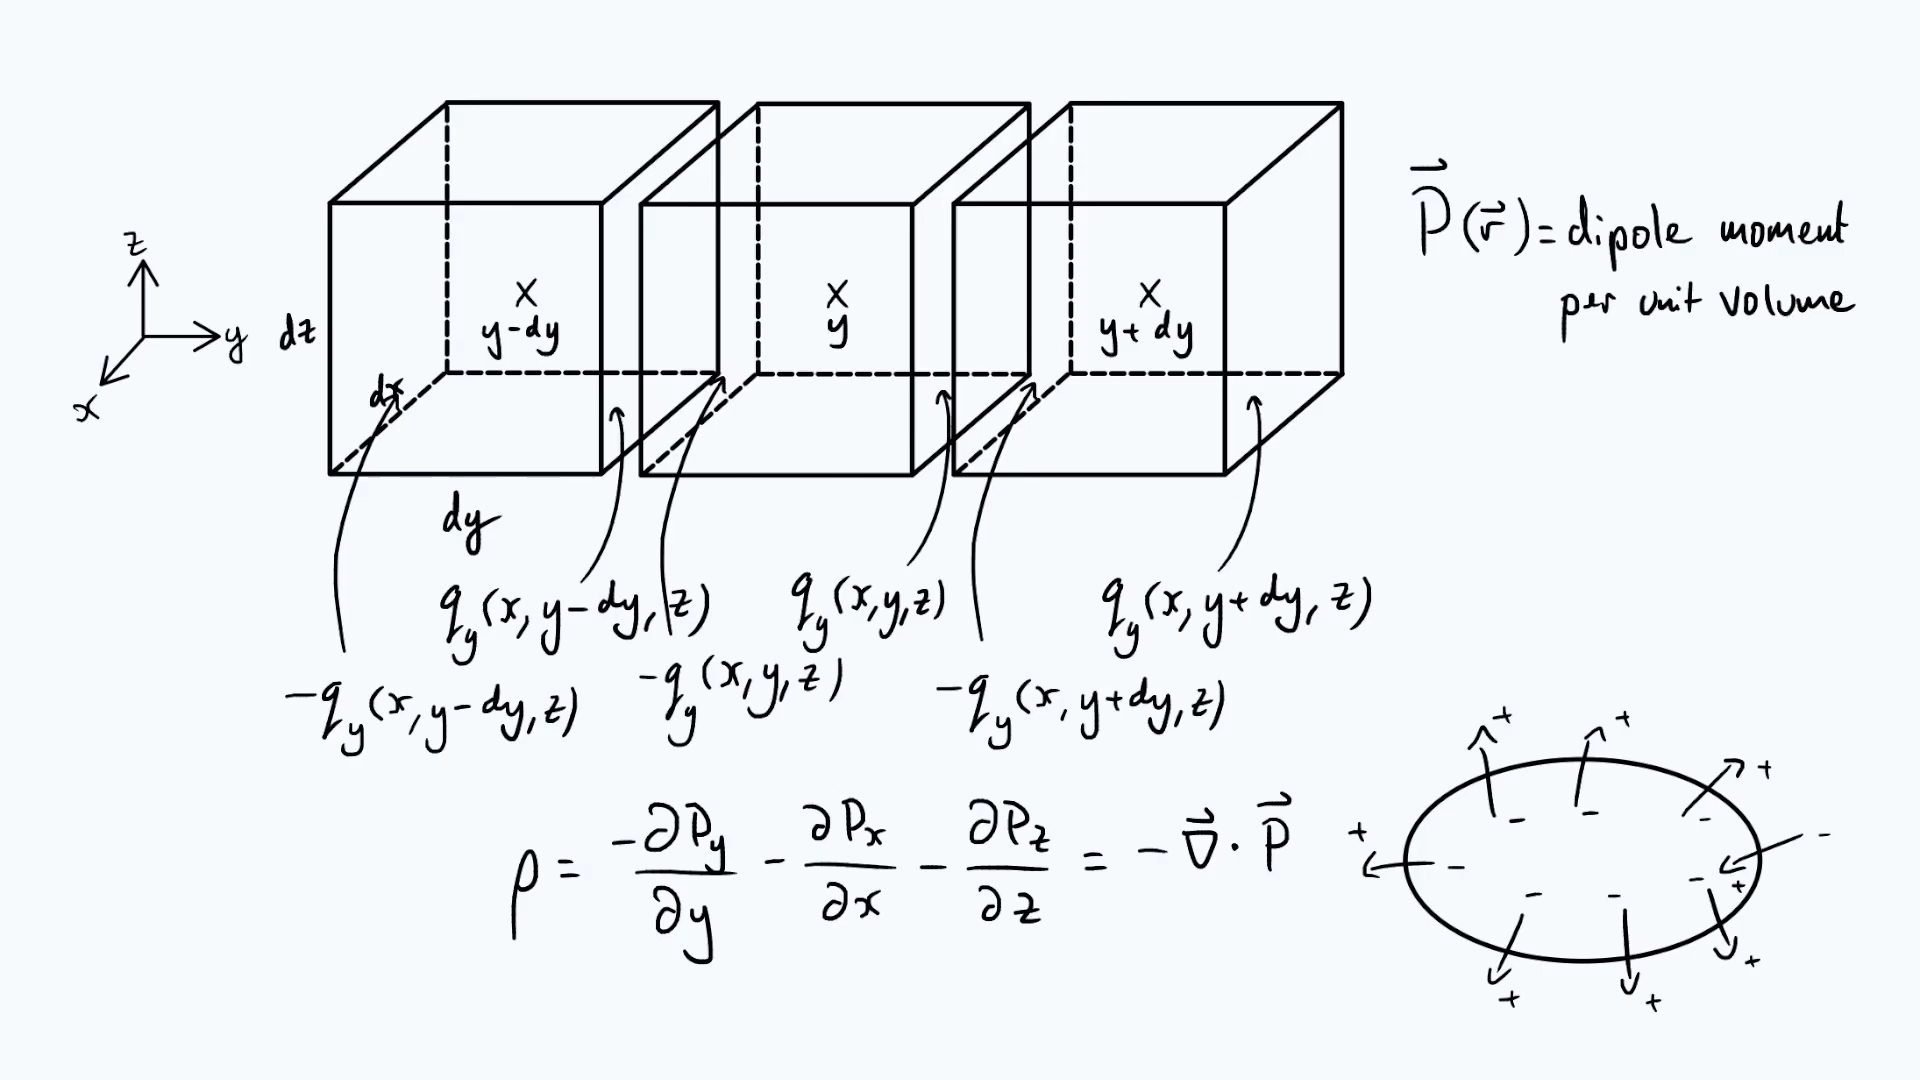 z
y
x
dz
dx
dy
x
y-dy
x
y
x
y+ dy
P⃗(r⃗) = dipole moment
per unit volume
q_y(x, y-dy, z)
q_y(x,y,z)
q_y(x, y+dy, z)
-q_y(x, y-dy, z)
-q_y(x, y, z)
-q_y(x, y+dy, z)
ρ = -∂P_y/∂y - ∂P_x/∂x - ∂P_z/∂z = -∇⃗·P⃗
+ + +
- - -
+ - -
- - - +
+ + +